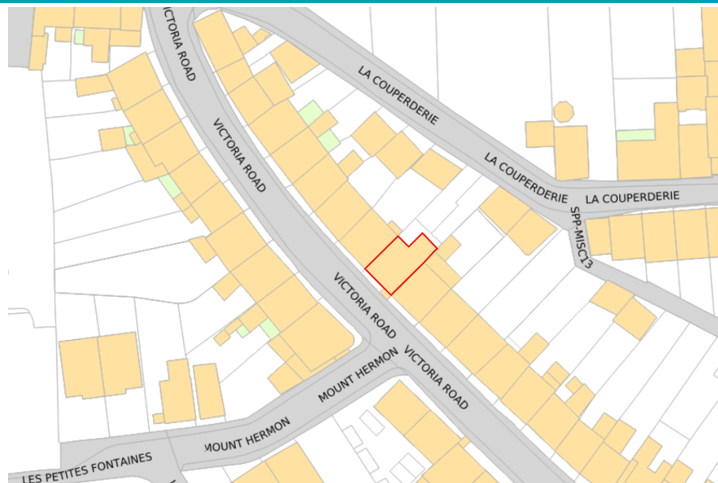 VICTORIA ROAD
LA COUPERDERIE
VICTORIA ROAD
LA COUPERDERIE
LA COUPERDERIE
SPP-MISC13
VICTORIA ROAD
VICTORIA ROAD
MOUNT HERMON
MOUNT HERMON
LES PETITES FONTAINES